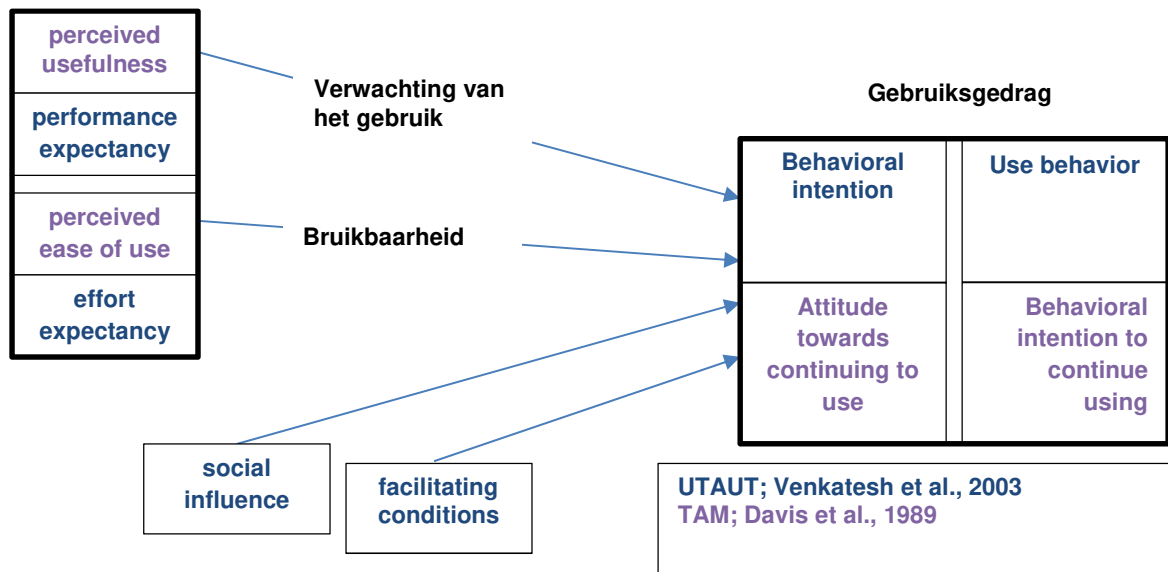 perceived
usefulness
performance
expectancy
perceived
ease of use
effort
expectancy
Verwachting van
het gebruik
Bruikbaarheid
social
influence
facilitating
conditions
Gebruiksgedrag
Behavioral
intention
Use behavior
Attitude
towards
continuing to
use
Behavioral
intention to
continue
using
UTAUT; Venkatesh et al., 2003
TAM; Davis et al., 1989